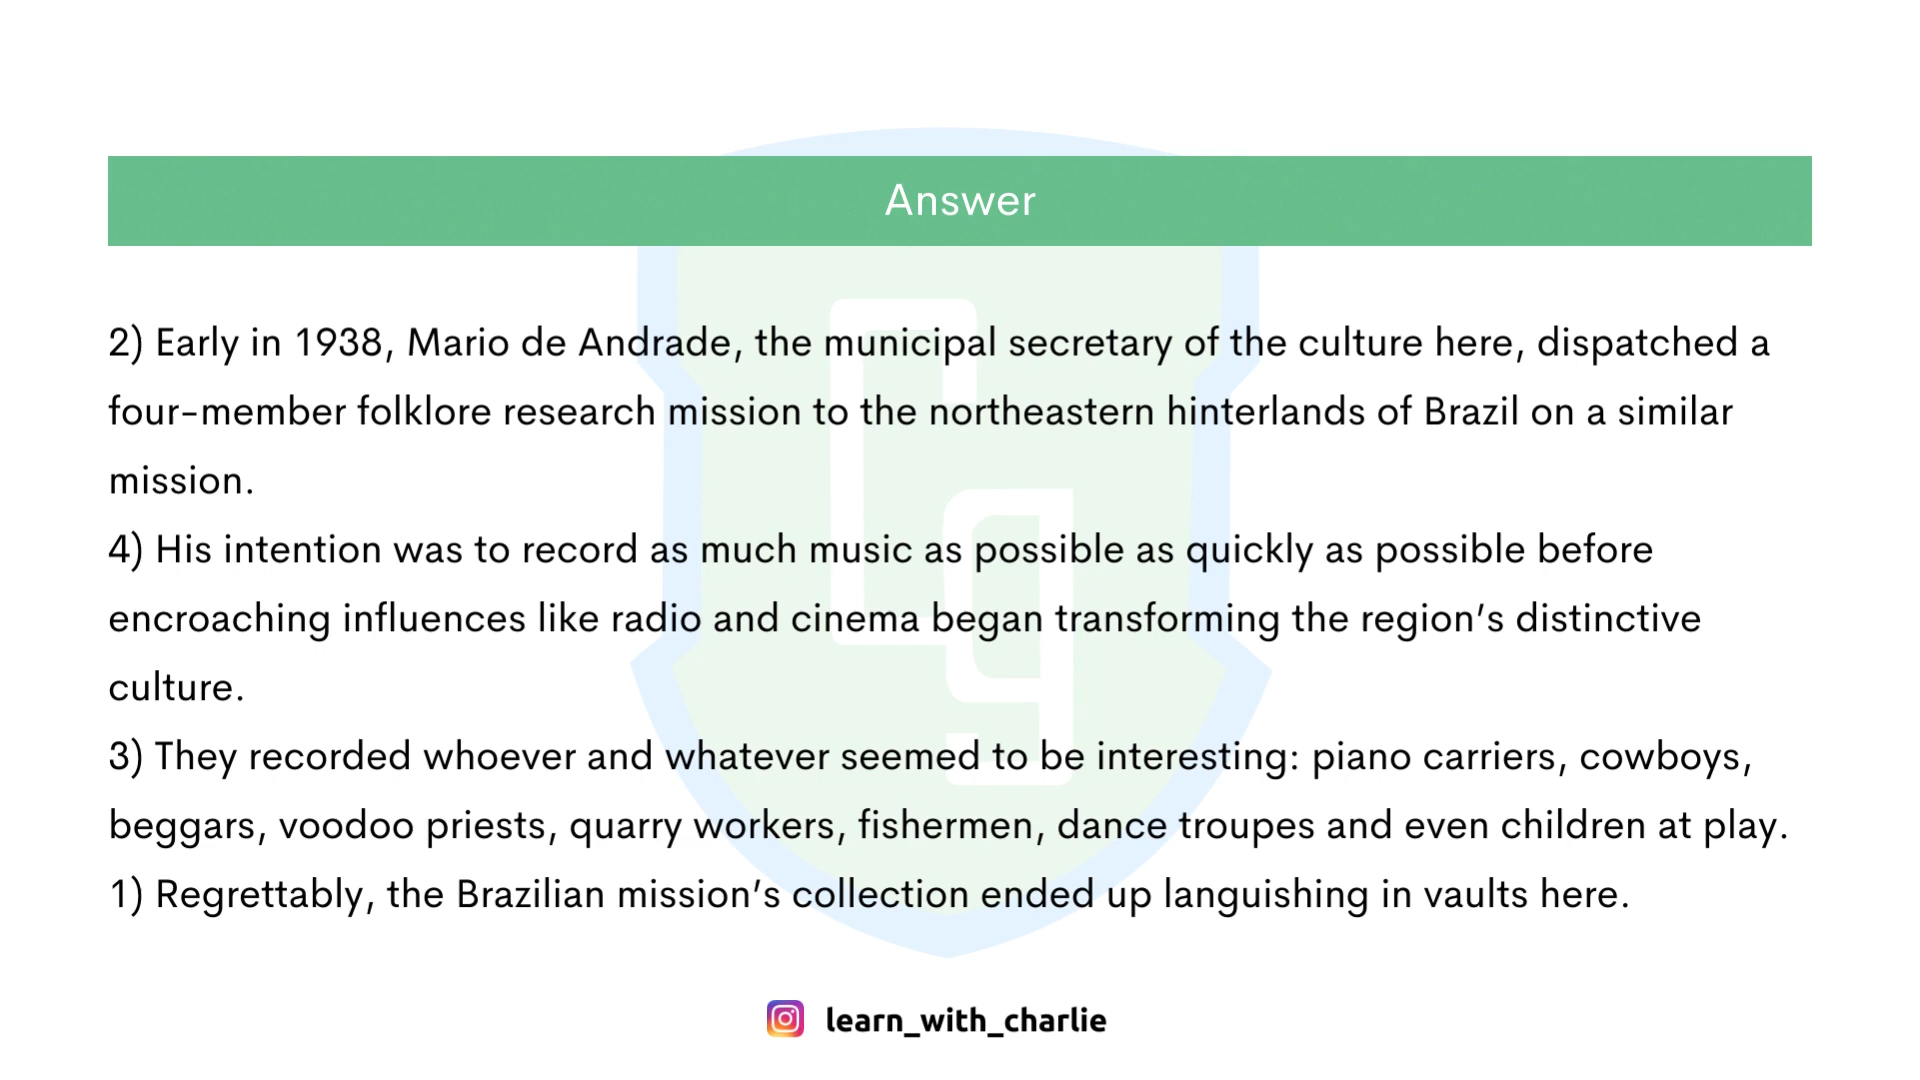 Answer
2) Early in 1938, Mario de Andrade, the municipal secretary of the culture here, dispatched a
four-member folklore research mission to the northeastern hinterlands of Brazil on a similar
mission.
4) His intention was to record as much music as possible as quickly as possible before
encroaching influences like radio and cinema began transforming the region's distinctive
culture.
3) They recorded whoever and whatever seemed to be interesting: piano carriers, cowboys,
beggars, voodoo priests, quarry workers, fishermen, dance troupes and even children at play.
1) Regrettably, the Brazilian mission's collection ended up languishing in vaults here.
learn_with_charlie